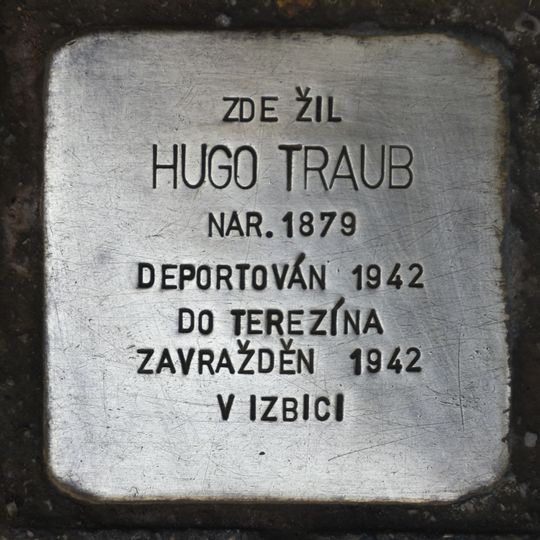 ZDE ŽIL
HUGO TRAUB
NAR. 1879
DEPORTOVÁN 1942
DO TEREZÍNA
ZAVRAŽDĚN 1942
V IZBICI